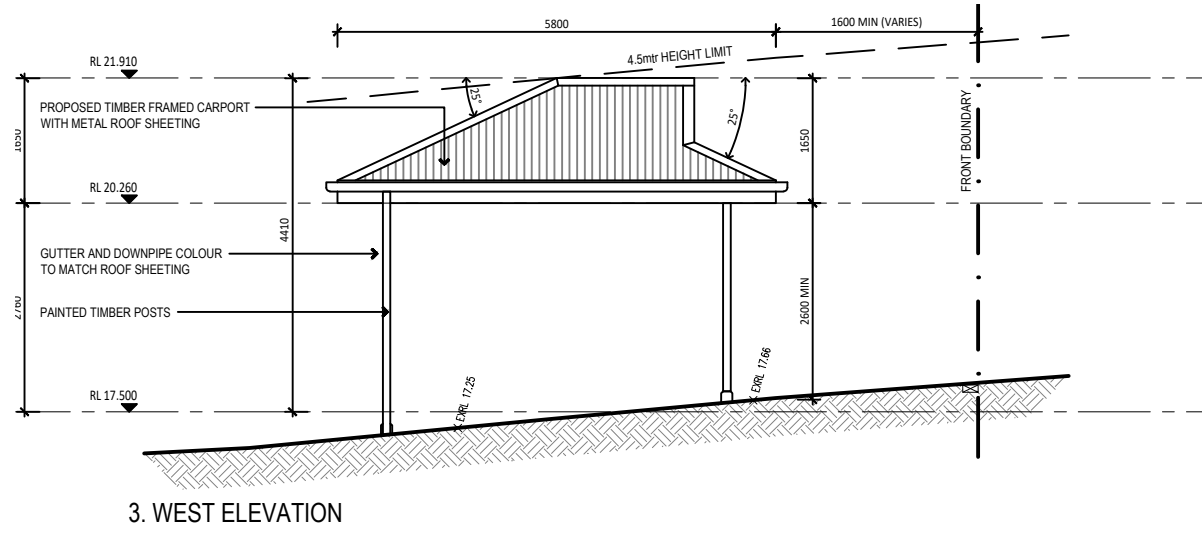 5800
1600 MIN (VARIES)
4.5mtr HEIGHT LIMIT
RL 21.910
25°
25°
PROPOSED TIMBER FRAMED CARPORT
WITH METAL ROOF SHEETING
1650
1650
FRONT BOUNDARY
RL 20.260
4410
GUTTER AND DOWNPIPE COLOUR
TO MATCH ROOF SHEETING
2760
2600 MIN
PAINTED TIMBER POSTS
EXRL 17.25
EXRL 17.66
RL 17.500
3. WEST ELEVATION